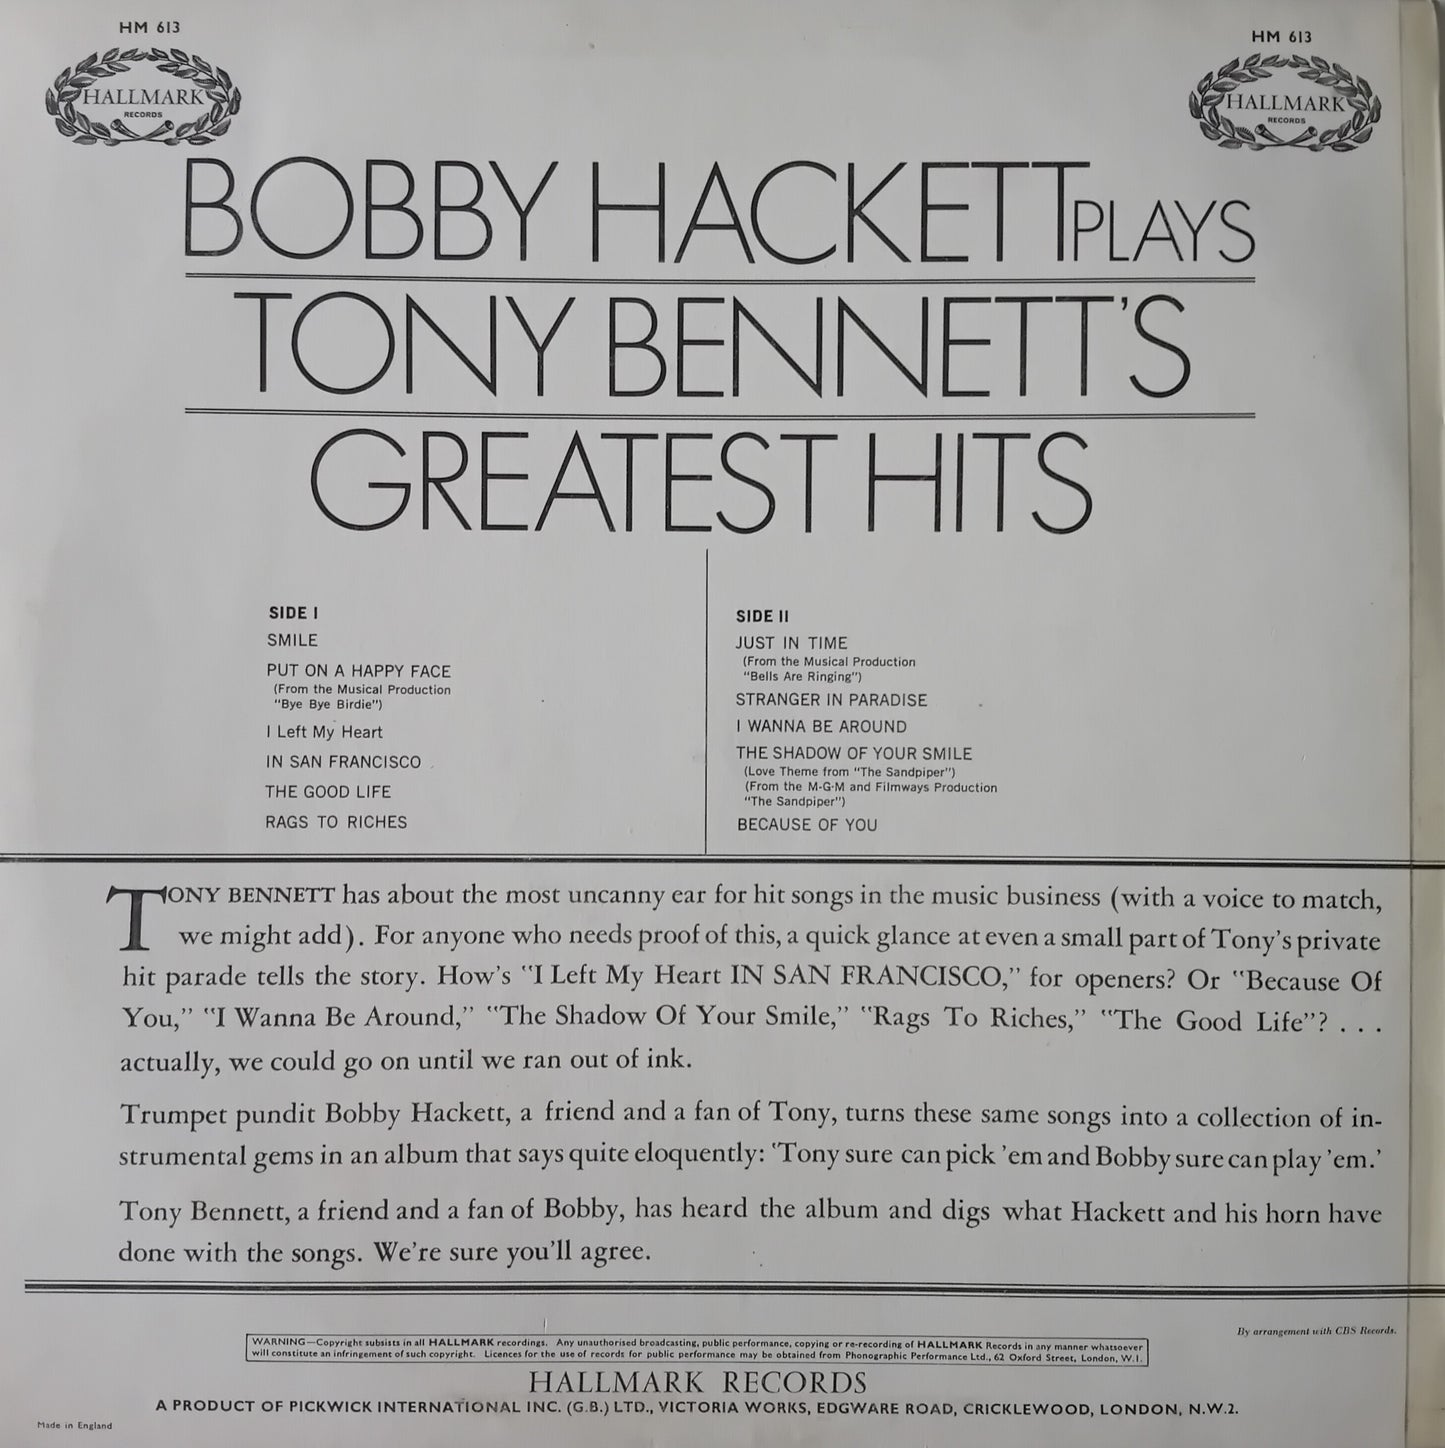 HM 613
HALLMARK
RECORDS
HM 613
HALLMARK
RECORDS
BOBBY HACKETT PLAYS
TONY BENNETT'S
GREATEST HITS
SIDE I
SMILE
PUT ON A HAPPY FACE
(From the Musical Production
"Bye Bye Birdie")
I Left My Heart
IN SAN FRANCISCO
THE GOOD LIFE
RAGS TO RICHES
SIDE II
JUST IN TIME
(From the Musical Production
"Bells Are Ringing")
STRANGER IN PARADISE
I WANNA BE AROUND
THE SHADOW OF YOUR SMILE
(Love Theme from "The Sandpiper")
(From the M-G-M and Filmways Production
"The Sandpiper")
BECAUSE OF YOU
TONY BENNETT has about the most uncanny ear for hit songs in the music business (with a voice to match,
we might add). For anyone who needs proof of this, a quick glance at even a small part of Tony's private
hit parade tells the story. How's "I Left My Heart IN SAN FRANCISCO," for openers? Or "Because Of
You," "I Wanna Be Around," "The Shadow Of Your Smile," "Rags To Riches," "The Good Life"? . . .
actually, we could go on until we ran out of ink.
Trumpet pundit Bobby Hackett, a friend and a fan of Tony, turns these same songs into a collection of in-
strumental gems in an album that says quite eloquently: 'Tony sure can pick 'em and Bobby sure can play 'em.'
Tony Bennett, a friend and a fan of Bobby, has heard the album and digs what Hackett and his horn have
done with the songs. We're sure you'll agree.
By arrangement with CBS Records.
WARNING—Copyright subsists in all HALLMARK recordings. Any unauthorised broadcasting, public performance, copying or re-recording of HALLMARK Records in any manner whatsoever
will constitute an infringement of such copyright. Licences for the use of records for public performance may be obtained from Phonographic Performance Ltd., 62 Oxford Street, London, W.1.
HALLMARK RECORDS
A PRODUCT OF PICKWICK INTERNATIONAL INC. (G.B.) LTD., VICTORIA WORKS, EDGWARE ROAD, CRICKLEWOOD, LONDON, N.W.2.
Made in England